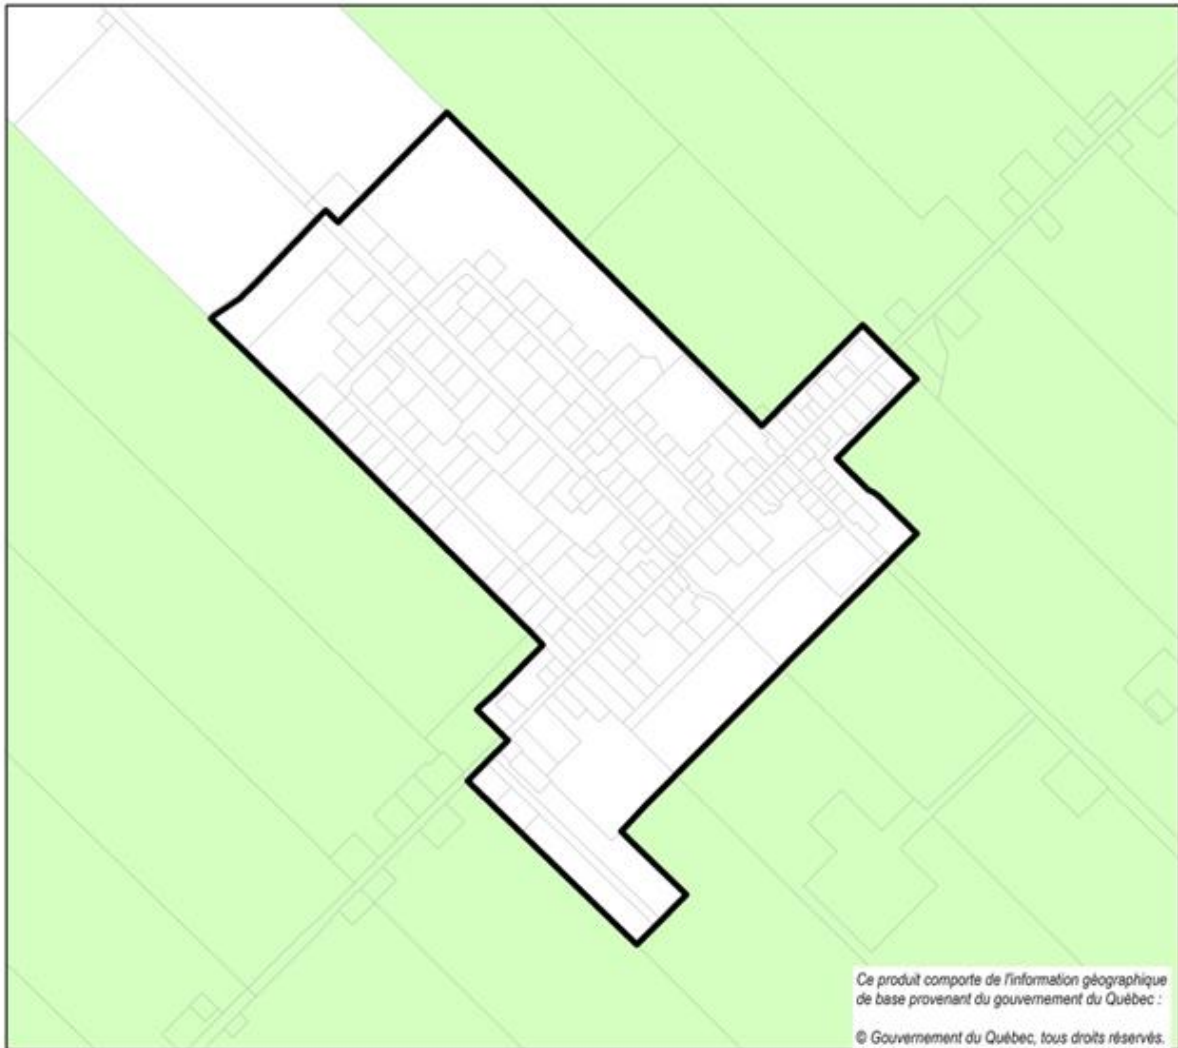 Ce produit comporte de l'information géographique
de base provenant du gouvernement du Québec :
© Gouvernement du Québec, tous droits réservés.